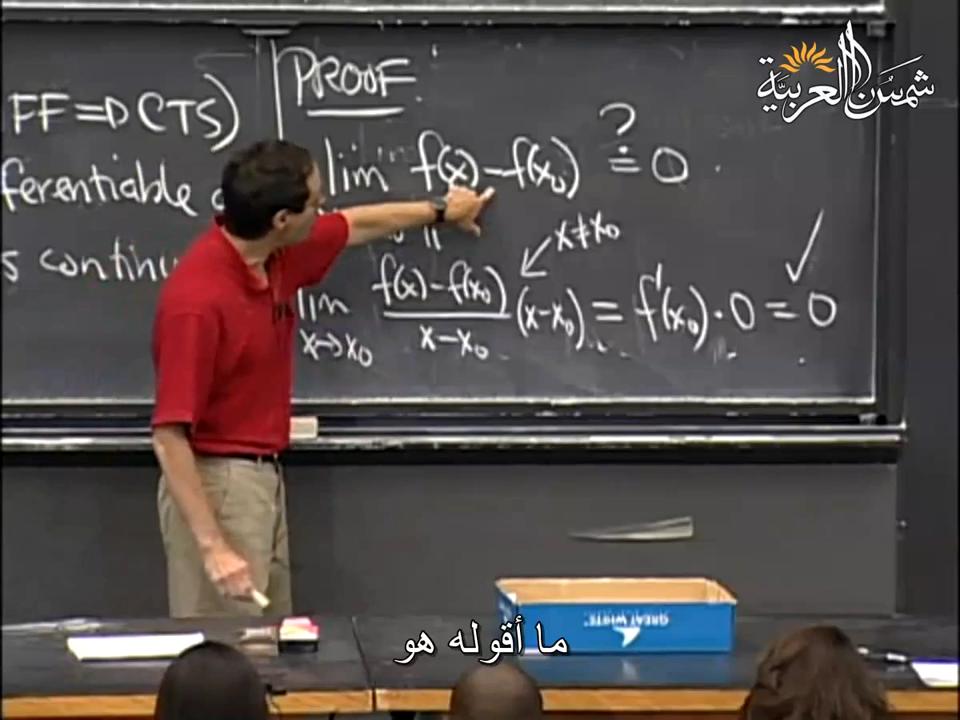 شمس العربية
FF=D CTS)
PROOF:
ferentiable
s continu
lim f(x)-f(x₀) ≟ 0
x≠x₀
lim f(x)-f(x₀)/x-x₀ (x-x₀) = f'(x₀)·0 = 0 ✓
x→x₀
GREAT WHITE
ما أقوله هو